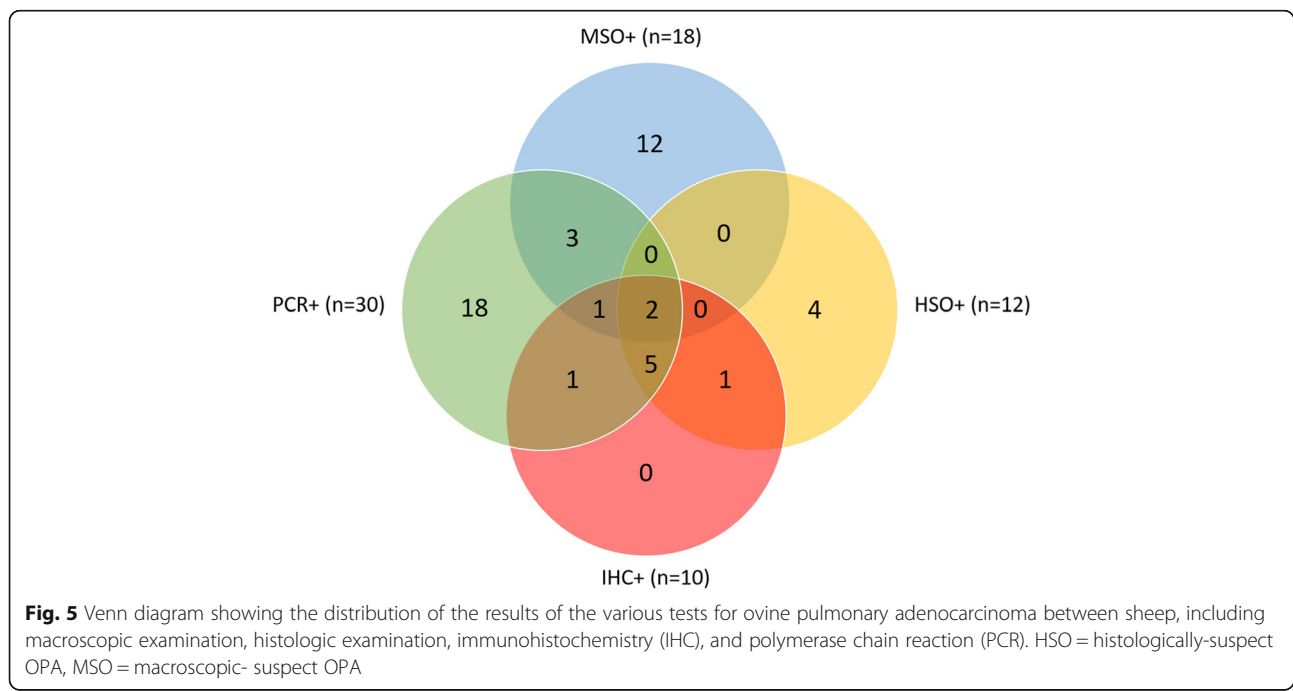 MSO+ (n=18)
12
3
0
0
PCR+ (n=30)
18
1
2
0
4
HSO+ (n=12)
5
1
1
0
IHC+ (n=10)
Fig. 5 Venn diagram showing the distribution of the results of the various tests for ovine pulmonary adenocarcinoma between sheep, including
macroscopic examination, histologic examination, immunohistochemistry (IHC), and polymerase chain reaction (PCR). HSO = histologically-suspect
OPA, MSO = macroscopic- suspect OPA